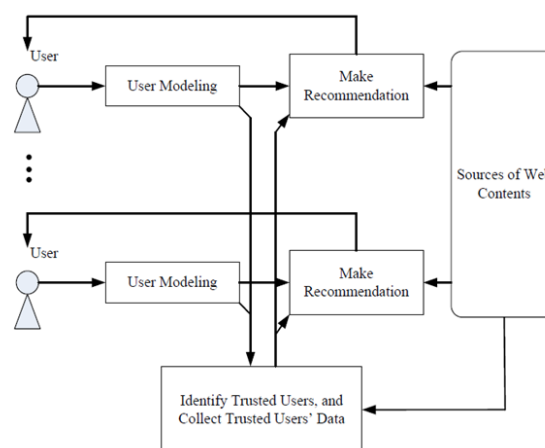 User
User Modeling
Make
Recommendation
Sources of Web
Contents
User
User Modeling
Make
Recommendation
Identify Trusted Users, and
Collect Trusted Users' Data